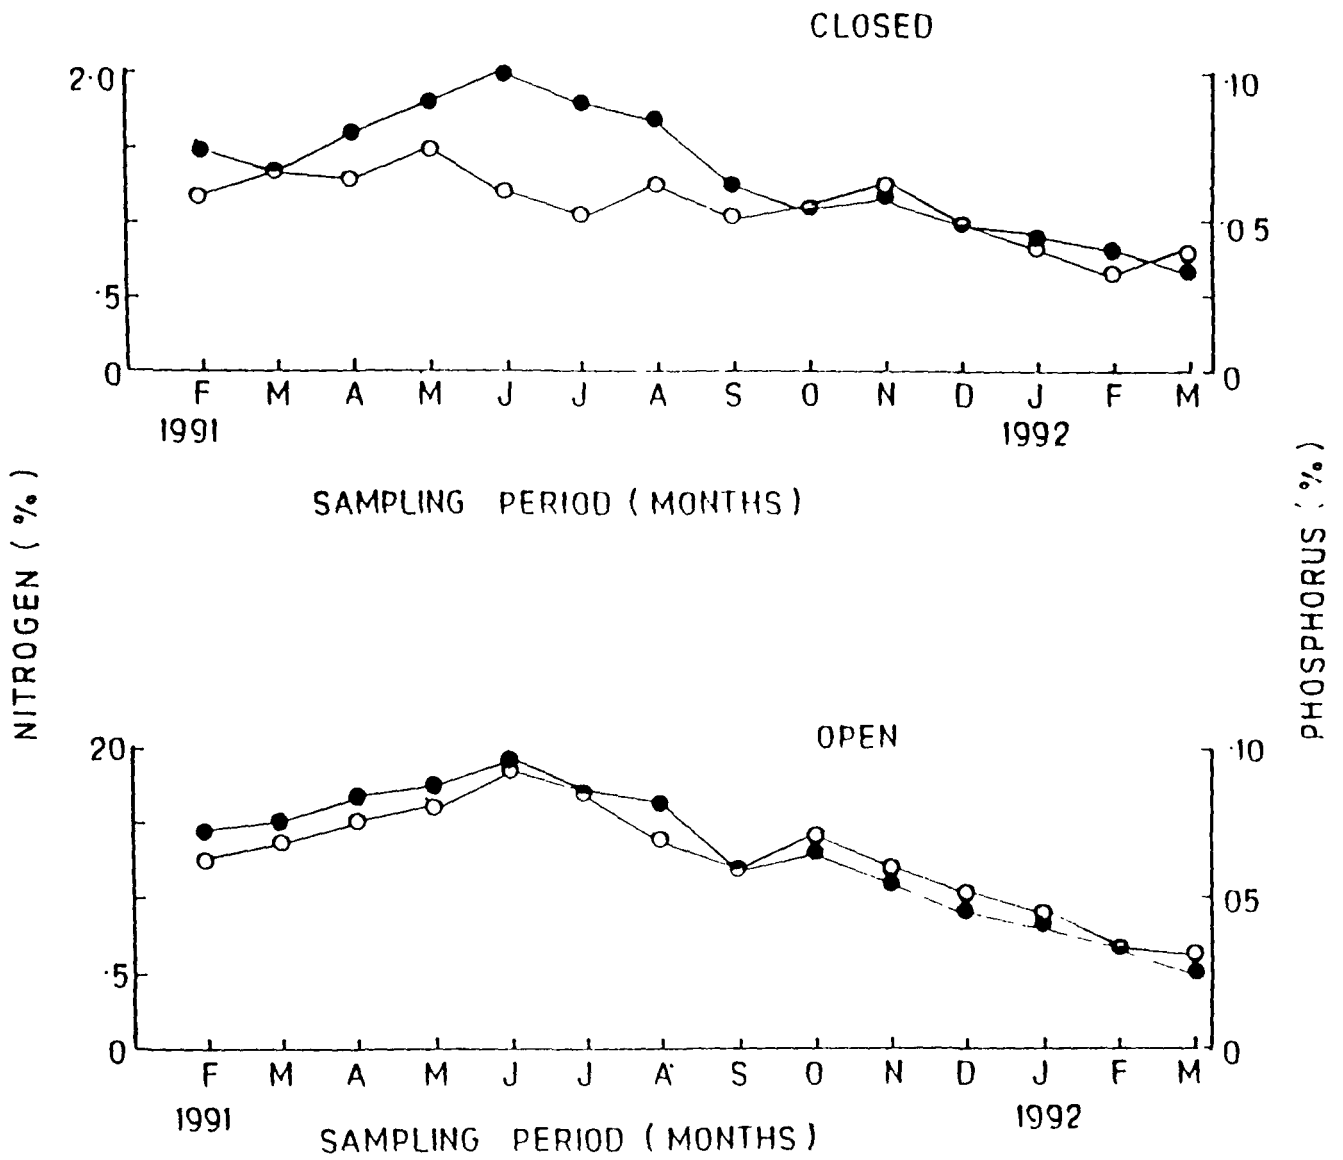 CLOSED
2·0
·10
·05
·5
0
0
F M A M J J A S O N D J F M
1991
1992
SAMPLING PERIOD (MONTHS)
NITROGEN (%)
PHOSPHORUS (%)
OPEN
20
·10
05
·5
0
0
F M A M J J A S O N D J F M
1991
1992
SAMPLING PERIOD (MONTHS)